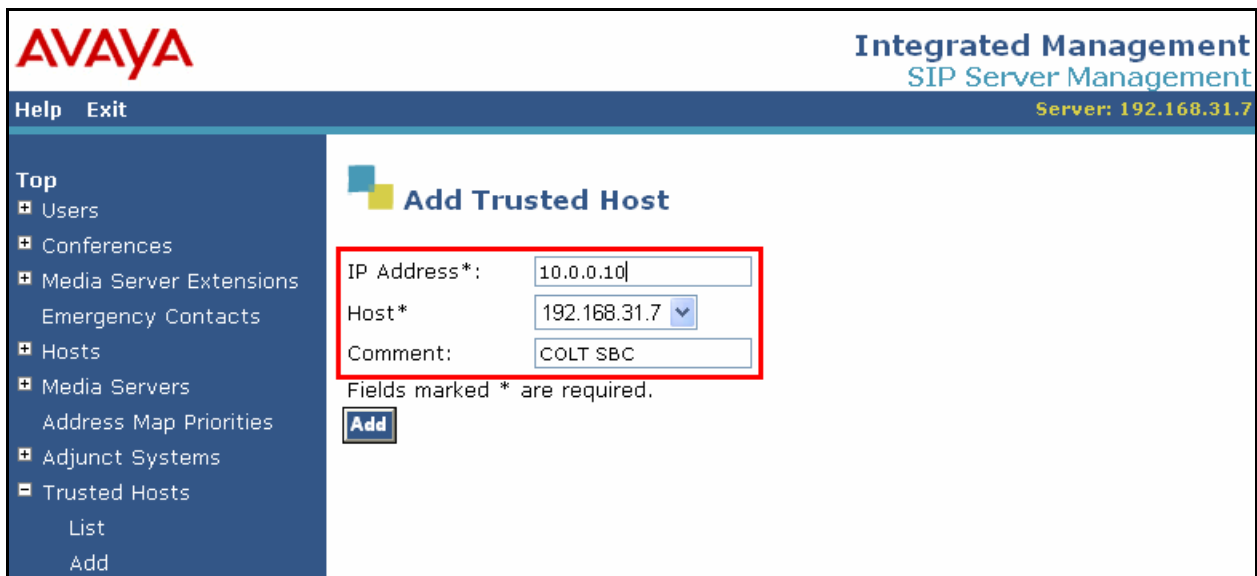 AVAYA
Integrated Management
SIP Server Management
Help Exit
Server: 192.168.31.7
Top
Users
Conferences
Media Server Extensions
Emergency Contacts
Hosts
Media Servers
Address Map Priorities
Adjunct Systems
Trusted Hosts
List
Add
Add Trusted Host
IP Address*: 10.0.0.10
Host* 192.168.31.7
Comment: COLT SBC
Fields marked * are required.
Add